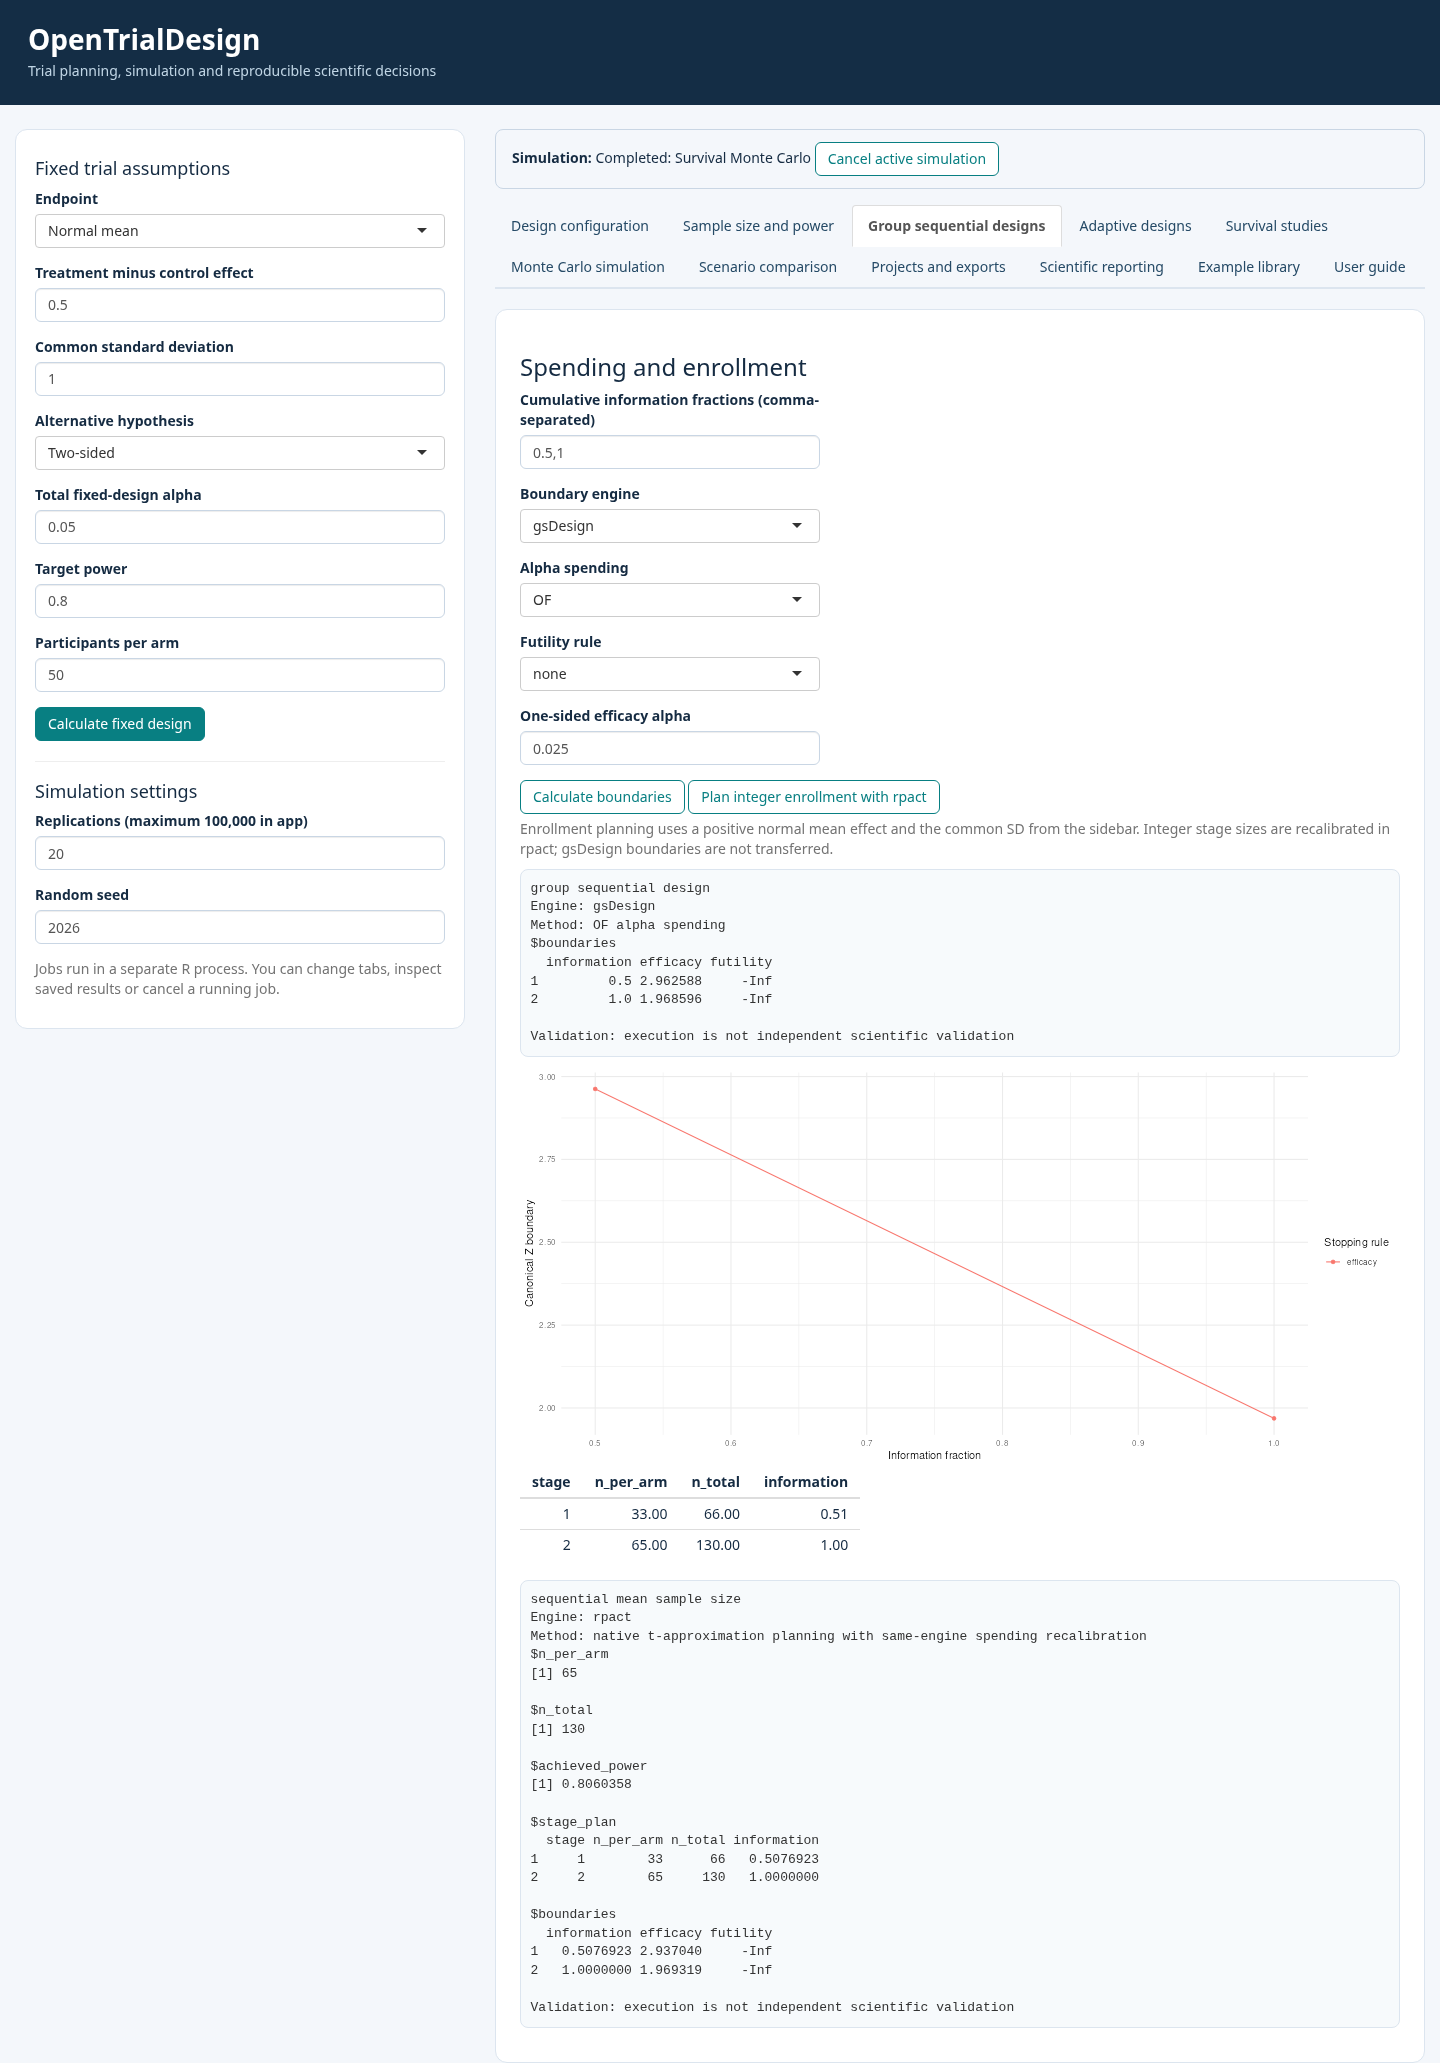 OpenTrialDesign
Trial planning, simulation and reproducible scientific decisions
Fixed trial assumptions
Endpoint
Normal mean
Treatment minus control effect
0.5
Common standard deviation
1
Alternative hypothesis
Two-sided
Total fixed-design alpha
0.05
Target power
0.8
Participants per arm
50
Calculate fixed design
Simulation settings
Replications (maximum 100,000 in app)
20
Random seed
2026
Jobs run in a separate R process. You can change tabs, inspect
saved results or cancel a running job.
Simulation: Completed: Survival Monte Carlo Cancel active simulation
Design configuration Sample size and power Group sequential designs Adaptive designs Survival studies
Monte Carlo simulation Scenario comparison Projects and exports Scientific reporting Example library User guide
Spending and enrollment
Cumulative information fractions (comma-
separated)
0.5,1
Boundary engine
gsDesign
Alpha spending
OF
Futility rule
none
One-sided efficacy alpha
0.025
Calculate boundaries Plan integer enrollment with rpact
Enrollment planning uses a positive normal mean effect and the common SD from the sidebar. Integer stage sizes are recalibrated in
rpact; gsDesign boundaries are not transferred.
group sequential design
Engine: gsDesign
Method: OF alpha spending
$boundaries
  information efficacy futility
1         0.5 2.962588     -Inf
2         1.0 1.968596     -Inf
Validation: execution is not independent scientific validation
3.00
2.75
2.50
2.25
2.00
Canonical Z boundary
0.5 0.6 0.7 0.8 0.9 1.0
Information fraction
Stopping rule
efficacy
stage n_per_arm n_total information
1 33.00 66.00 0.51
2 65.00 130.00 1.00
sequential mean sample size
Engine: rpact
Method: native t-approximation planning with same-engine spending recalibration
$n_per_arm
[1] 65
$n_total
[1] 130
$achieved_power
[1] 0.8060358
$stage_plan
  stage n_per_arm n_total information
1     1        33      66   0.5076923
2     2        65     130   1.0000000
$boundaries
  information efficacy futility
1   0.5076923 2.937040     -Inf
2   1.0000000 1.969319     -Inf
Validation: execution is not independent scientific validation